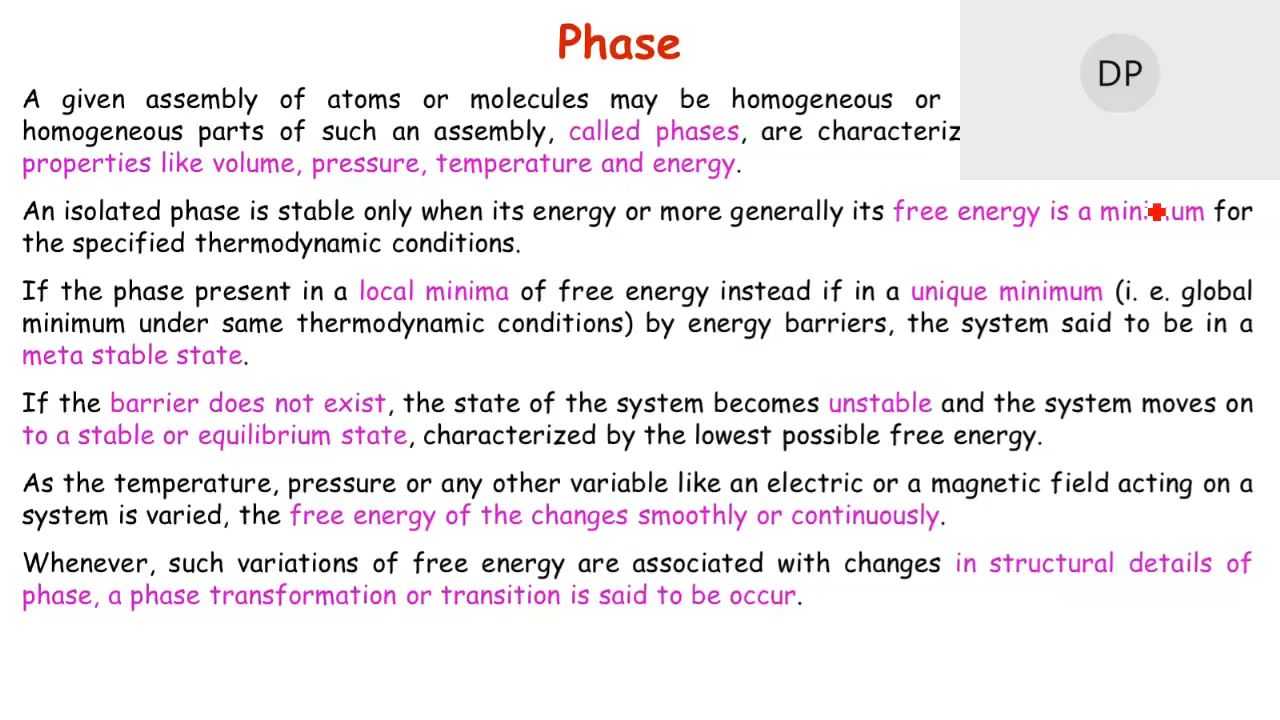 Phase
DP
A given assembly of atoms or molecules may be homogeneous or
homogeneous parts of such an assembly, called phases, are
properties like volume, pressure, temperature and energy.
An isolated phase is stable only when its energy or more generally its free energy is a minimum for
the specified thermodynamic conditions.
If the phase present in a local minima of free energy instead if in a unique minimum (i. e. global
minimum under same thermodynamic conditions) by energy barriers, the system said to be in a
meta stable state.
If the barrier does not exist, the state of the system becomes unstable and the system moves on
to a stable or equilibrium state, characterized by the lowest possible free energy.
As the temperature, pressure or any other variable like an electric or a magnetic field acting on a
system is varied, the free energy of the changes smoothly or continuously.
Whenever, such variations of free energy are associated with changes in structural details of
phase, a phase transformation or transition is said to be occur.